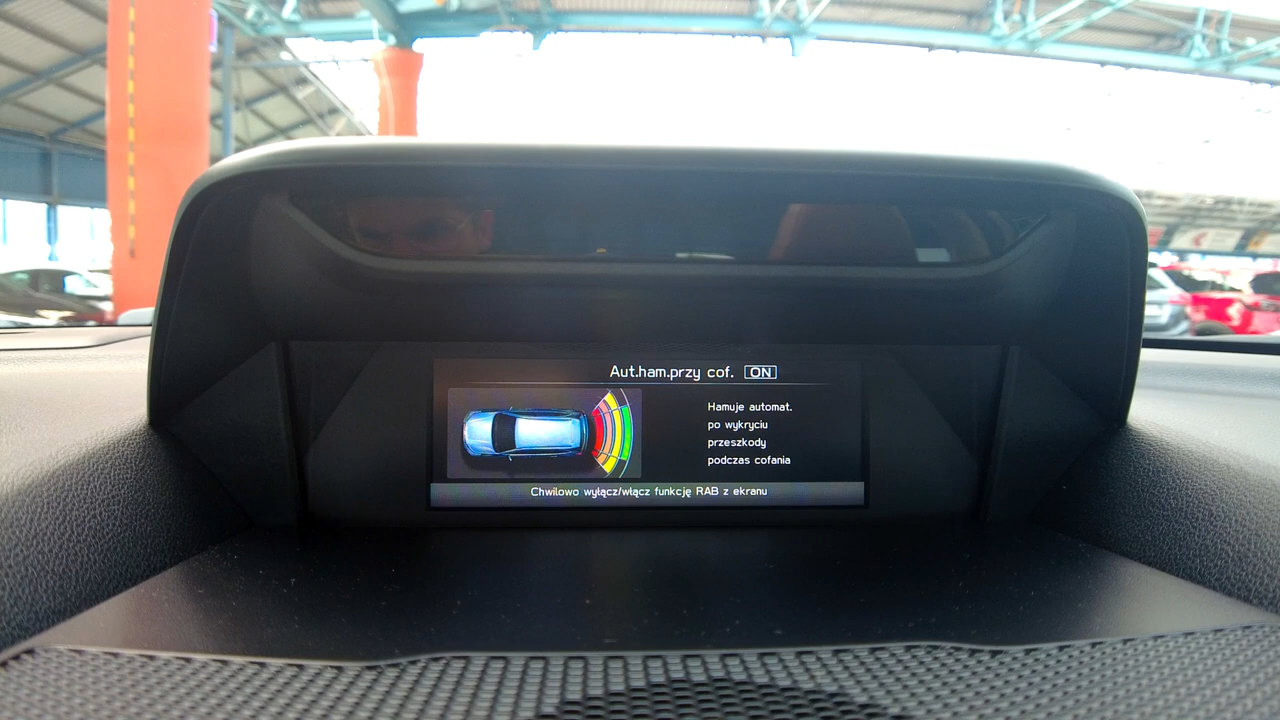 Aut.ham.przy cof. ON
Hamuje automat.
po wykryciu
przeszkody
podczas cofania
Chwilowo wyłącz/włącz funkcję RAB z ekranu